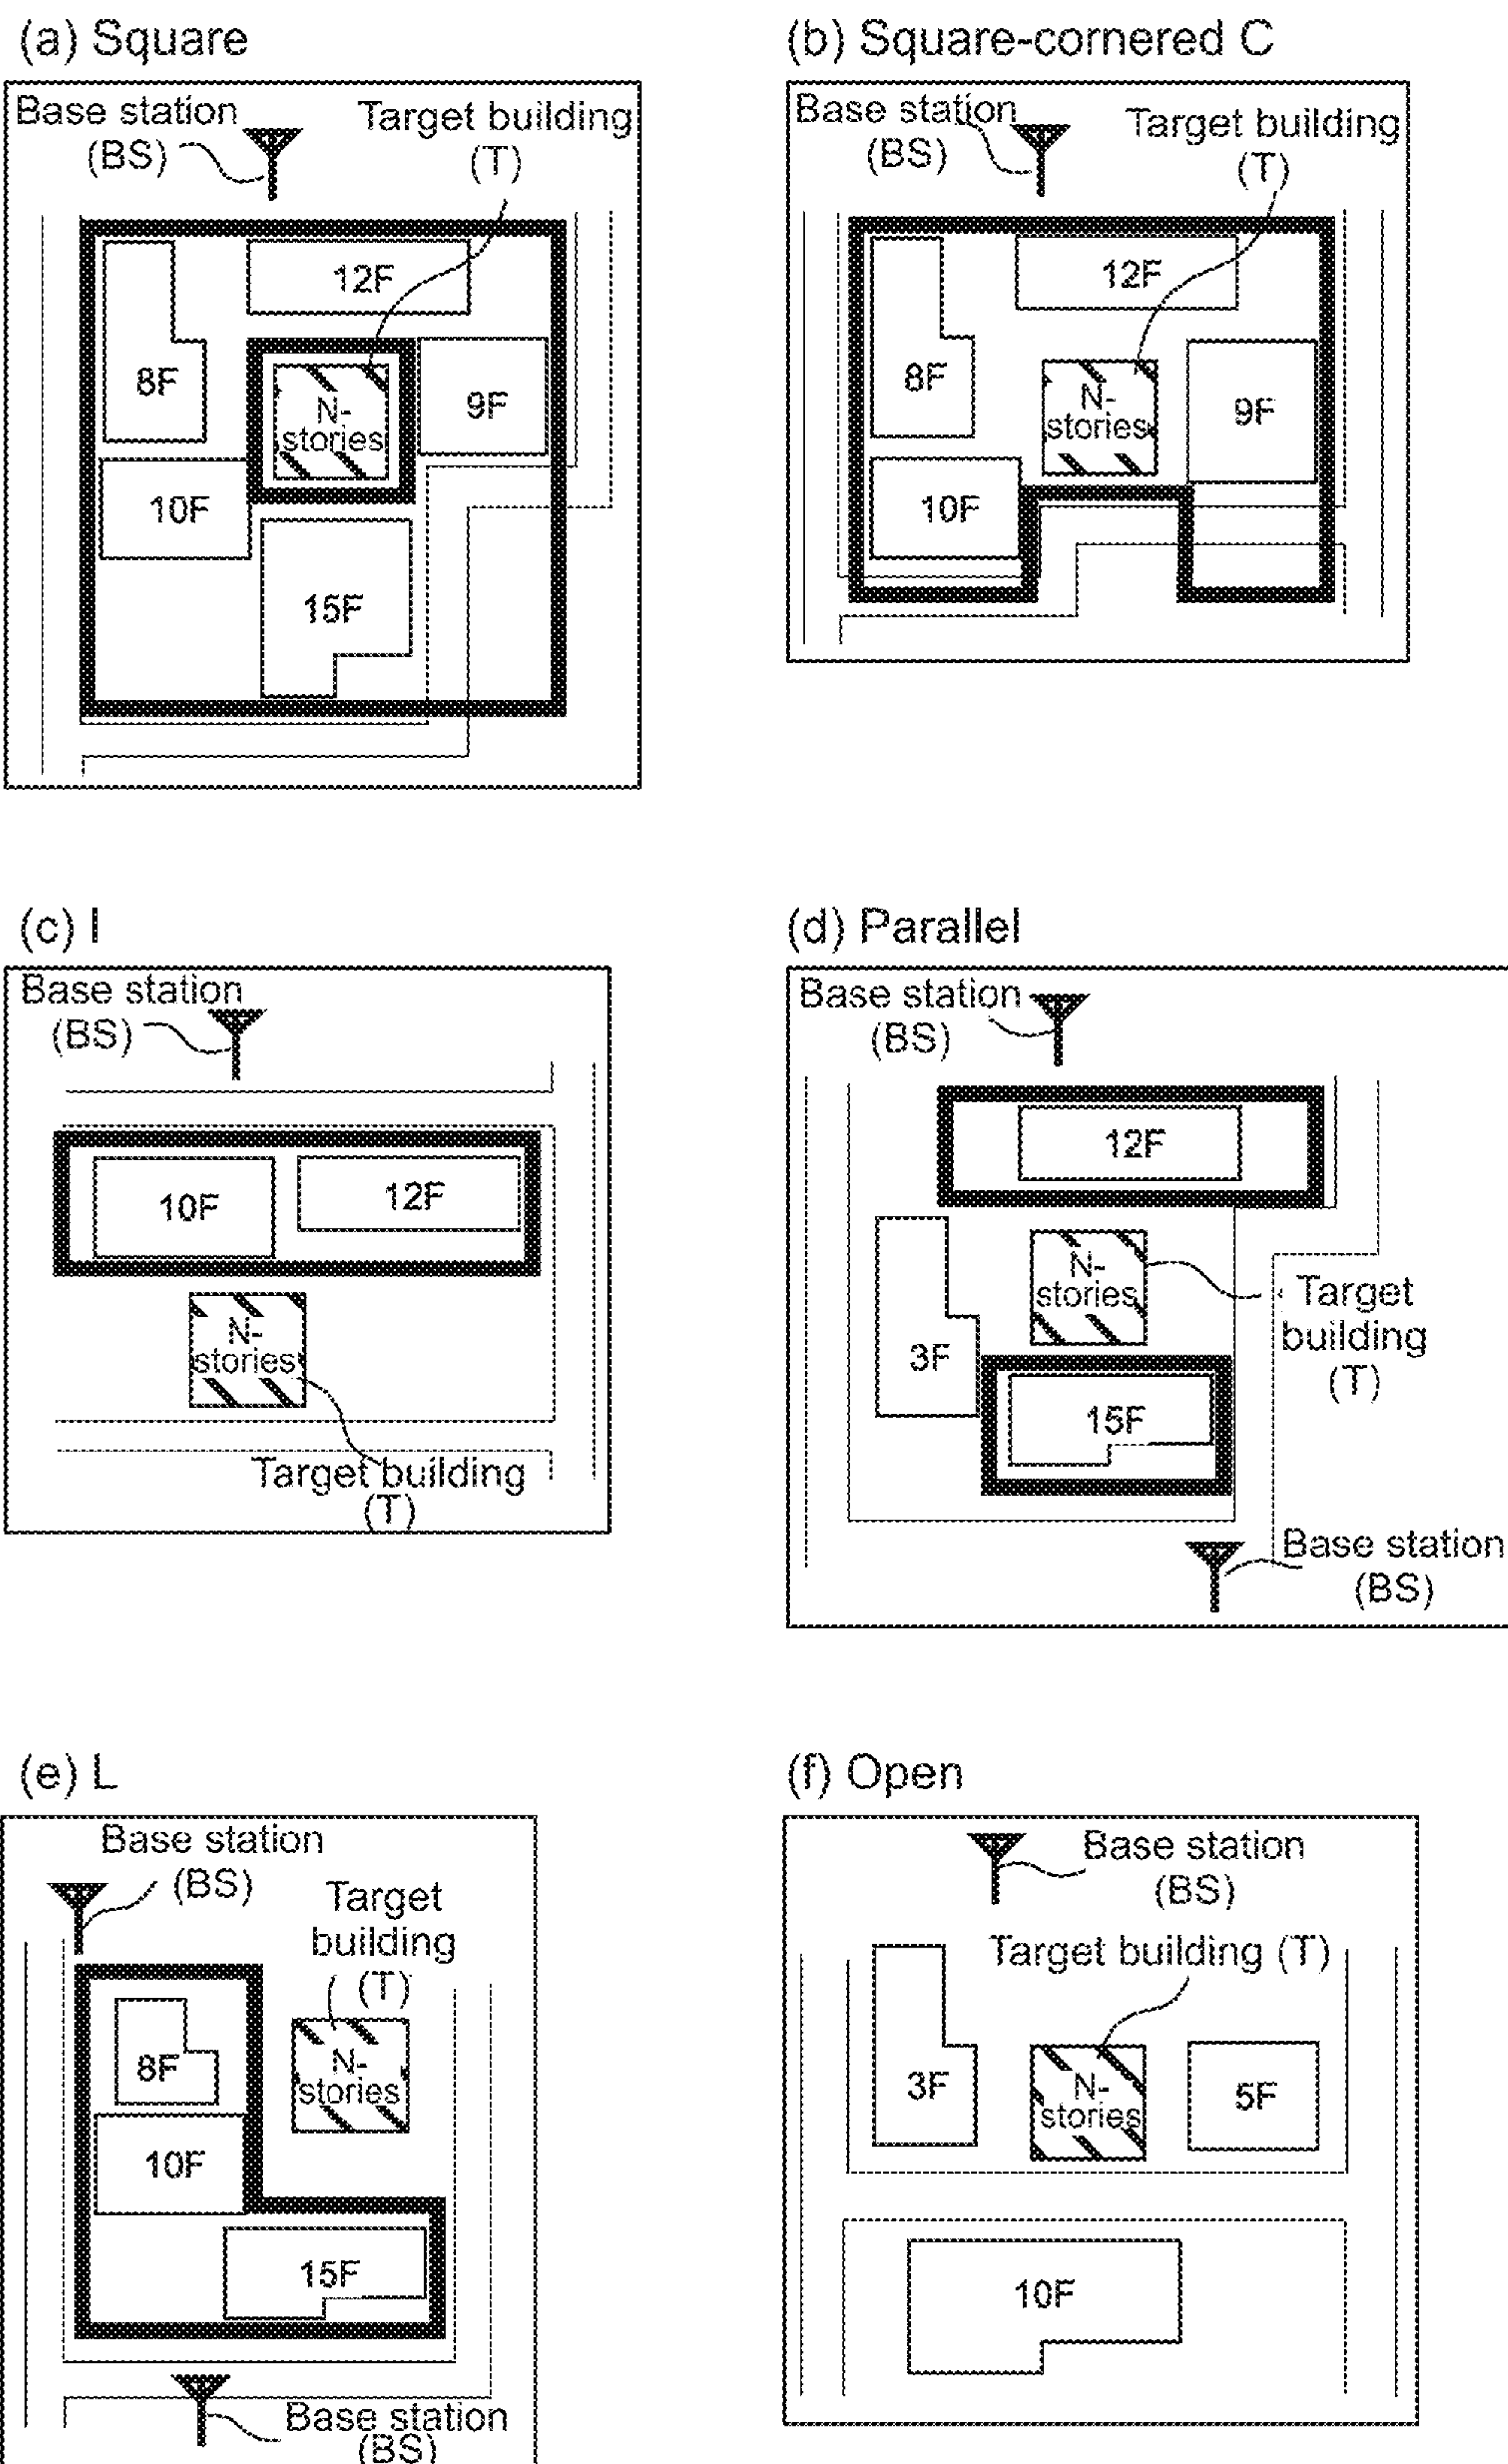 (a) Square
Base station
(BS)
Target building
(T)
12F
8F
N-
stories
9F
10F
15F
(b) Square-cornered C
Base station
(BS)
Target building
(T)
12F
8F
N-
stories
9F
10F
(c) I
Base station
(BS)
10F
12F
N-
stories
Target building
(T)
(d) Parallel
Base station
(BS)
12F
N-
stories
Target
building
(T)
3F
15F
Base station
(BS)
(e) L
Base station
(BS)
Target
building
(T)
8F
N-
stories
10F
15F
Base station
(BS)
(f) Open
Base station
(BS)
Target building (T)
3F
N-
stories
5F
10F